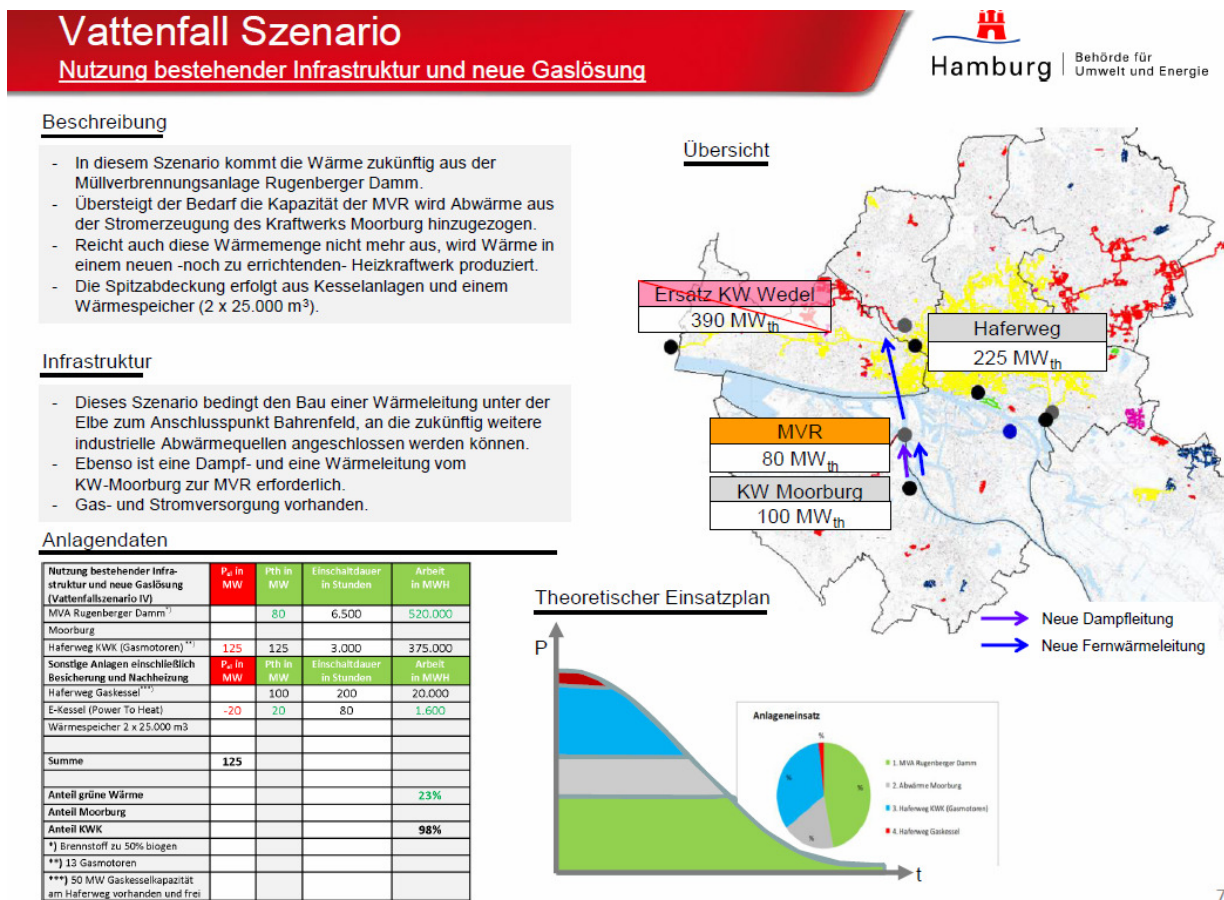 Vattenfall Szenario
Nutzung bestehender Infrastruktur und neue Gaslösung
Hamburg
Behörde für
Umwelt und Energie
Beschreibung
- In diesem Szenario kommt die Wärme zukünftig aus der
Müllverbrennungsanlage Rugenberger Damm.
- Übersteigt der Bedarf die Kapazität der MVR wird Abwärme aus
der Stromerzeugung des Kraftwerks Moorburg hinzugezogen.
- Reicht auch diese Wärmemenge nicht mehr aus, wird Wärme in
einem neuen -noch zu errichtenden- Heizkraftwerk produziert.
- Die Spitzabdeckung erfolgt aus Kesselanlagen und einem
Wärmespeicher (2 x 25.000 m³).
Infrastruktur
- Dieses Szenario bedingt den Bau einer Wärmeleitung unter der
Elbe zum Anschlusspunkt Bahrenfeld, an die zukünftig weitere
industrielle Abwärmequellen angeschlossen werden können.
- Ebenso ist eine Dampf- und eine Wärmeleitung vom
KW-Moorburg zur MVR erforderlich.
- Gas- und Stromversorgung vorhanden.
Übersicht
Ersatz KW Wedel
390 MWth
Haferweg
225 MWth
MVR
80 MWth
KW Moorburg
100 MWth
Neue Dampfleitung
Neue Fernwärmeleitung
Anlagendaten
Nutzung bestehender Infra-
struktur und neue Gaslösung
(Vattenfallszenario IV)
Pel in MW
Pth in MW
Einschaltdauer in Stunden
Arbeit in MWH
MVA Rugenberger Damm*) 80 6.500 520.000
Moorburg
Haferweg KWK (Gasmotoren)**) 125 125 3.000 375.000
Sonstige Anlagen einschließlich
Besicherung und Nachheizung
Pel in MW
Pth in MW
Einschaltdauer in Stunden
Arbeit in MWH
Haferweg Gaskessel***) 100 200 20.000
E-Kessel (Power To Heat) -20 20 80 1.600
Wärmespeicher 2 x 25.000 m3
Summe 125
Anteil grüne Wärme 23%
Anteil Moorburg
Anteil KWK 98%
*) Brennstoff zu 50% biogen
**) 13 Gasmotoren
***) 50 MW Gaskesselkapazität
am Haferweg vorhanden und frei
Theoretischer Einsatzplan
P
t
Anlageneinsatz
%
%
%
%
1. MVA Rugenberger Damm
2. Abwärme Moorburg
3. Haferweg KWK (Gasmotoren)
4. Haferweg Gaskessel
7